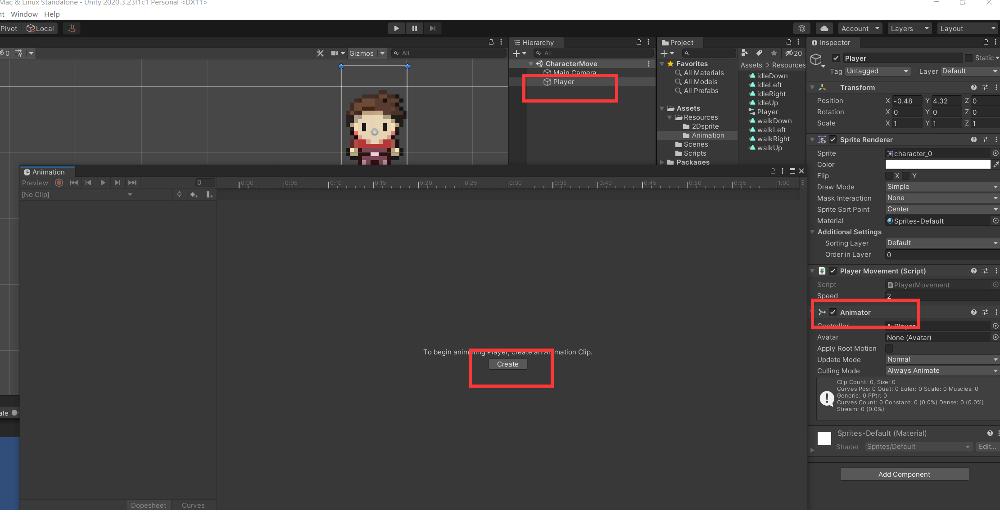 Mac & Linux Standalone - Unity 2020.3.23f1c1 Personal <DX11>
nt Window Help
Pivot Local Account Layers Layout
Hierarchy Project Inspector
0 Gizmos All All 20
Player Static
Tag Untagged Layer Default
CharacterMove
Main Camera
Player
Favorites
All Materials
All Models
All Prefabs
Assets
Resources
2Dsprite
Animation
Scenes
Scripts
Packages
Assets > Resources
idleDown
idleLeft
idleRight
idleUp
Player
walkDown
walkLeft
walkRight
walkUp
Transform
Position X -0.48 Y 4.32 Z 0
Rotation X 0 Y 0 Z 0
Scale X 1 Y 1 Z 1
Sprite Renderer
Sprite character_0
Color
Flip X Y
Draw Mode Simple
Mask Interaction None
Sprite Sort Point Center
Material Sprites-Default
Additional Settings
Sorting Layer Default
Order in Layer 0
Player Movement (Script)
Script PlayerMovement
Speed 2
Animator
Controller Player
Avatar None (Avatar)
Apply Root Motion
Update Mode Normal
Culling Mode Always Animate
Clip Count: 0, Size: 0
Curves Pos: 0 Quat: 0 Euler: 0 Scale: 0 Muscles: 0
Generic: 0 PPtr: 0
Curves Count: 0 Constant: 0 (0.0%) Dense: 0 (0.0%)
Stream: 0 (0.0%)
Sprites-Default (Material)
Shader Sprites/Default Edit...
Add Component
Animation
Preview 0 0:00 0:05 0:10 0:15 0:20 0:25 0:30 0:35 0:40 0:45 0:50 0:55 1:00
[No Clip]
To begin animating Player, create an Animation Clip.
Create
ale
Dopesheet Curves